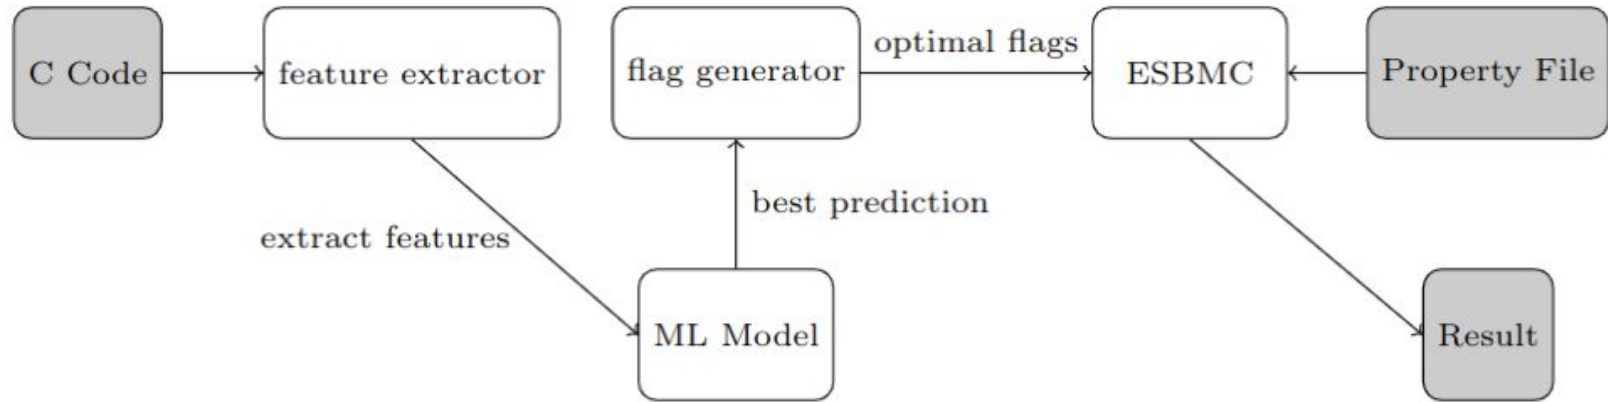 C Code
feature extractor
flag generator
optimal flags
ESBMC
Property File
extract features
best prediction
ML Model
Result